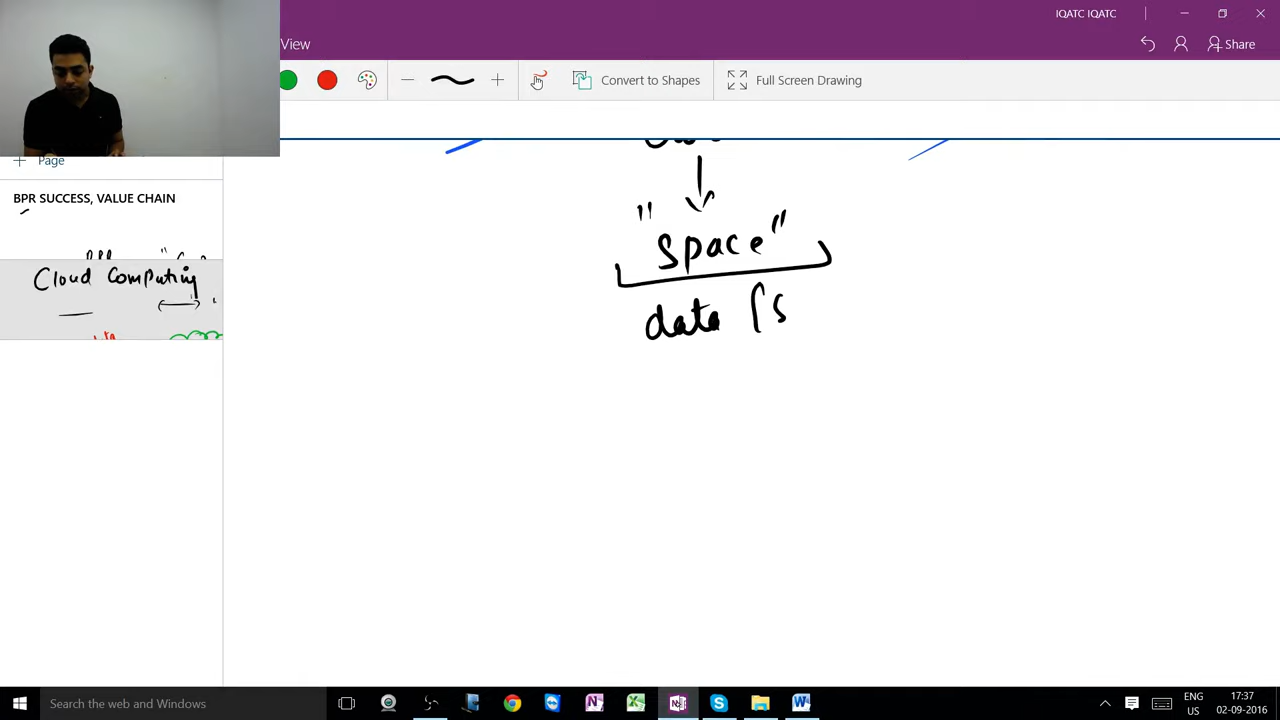 IQATC IQATC
View
Share
Convert to Shapes
Full Screen Drawing
+ Page
BPR SUCCESS, VALUE CHAIN
Cloud Computing
"space"
data (s
Search the web and Windows
ENG
US
17:37
02-09-2016